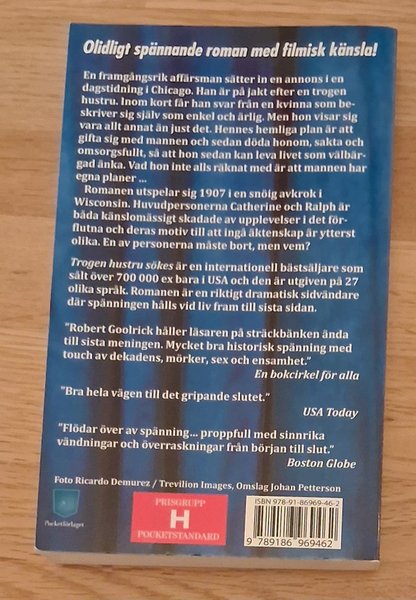 Olidligt spännande roman med filmisk känsla!
En framgångsrik affärsman sätter in en annons i en
dagstidning i Chicago. Han är på jakt efter en trogen
hustru. Inom kort får han svar från en kvinna som be-
skriver sig själv som enkel och ärlig. Men hon visar sig
vara allt annat än just det. Hennes hemliga plan är att
gifta sig med mannen och sedan döda honom, sakta och
omsorgsfullt, så att hon sedan kan leva livet som välbär-
gad änka. Vad hon inte alls räknat med är att mannen har
egna planer ...
Romanen utspelar sig 1907 i en snöig avkrok i
Wisconsin. Huvudpersonerna Catherine och Ralph är
båda känslomässigt skadade av upplevelser i det för-
flutna och deras motiv till att ingå äktenskap är ytterst
olika. En av personerna måste bort, men vem?
Trogen hustru sökes är en internationell bästsäljare som
sålt över 700 000 ex bara i USA och den är utgiven på 27
olika språk. Romanen är en riktigt dramatisk sidvändare
där spänningen hålls vid liv fram till sista sidan.
"Robert Goolrick håller läsaren på sträckbänken ända
till sista meningen. Mycket bra historisk spänning med
touch av dekadens, mörker, sex och ensamhet."
En bokcirkel för alla
"Bra hela vägen till det gripande slutet."
USA Today
"Flödar över av spänning... proppfull med sinnrika
vändningar och överraskningar från början till slut."
Boston Globe
Foto Ricardo Demurez / Trevilion Images, Omslag Johan Petterson
Pocketförlaget
PRISGRUPP
H
POCKETSTANDARD
ISBN 978-91-86969-46-2
9 789186 969462